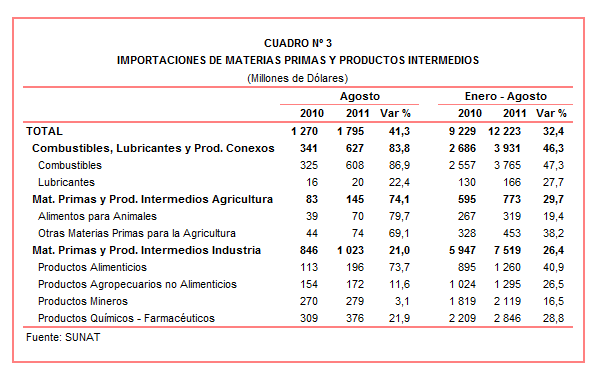 CUADRO Nº 3
IMPORTACIONES DE MATERIAS PRIMAS Y PRODUCTOS INTERMEDIOS
(Millones de Dólares)
Agosto Enero - Agosto
2010 2011 Var % 2010 2011 Var %
TOTAL 1 270 1 795 41,3 9 229 12 223 32,4
Combustibles, Lubricantes y Prod. Conexos 341 627 83,8 2 686 3 931 46,3
Combustibles 325 608 86,9 2 557 3 765 47,3
Lubricantes 16 20 22,4 130 166 27,7
Mat. Primas y Prod. Intermedios Agricultura 83 145 74,1 595 773 29,7
Alimentos para Animales 39 70 79,7 267 319 19,4
Otras Materias Primas para la Agricultura 44 74 69,1 328 453 38,2
Mat. Primas y Prod. Intermedios Industria 846 1 023 21,0 5 947 7 519 26,4
Productos Alimenticios 113 196 73,7 895 1 260 40,9
Productos Agropecuarios no Alimenticios 154 172 11,6 1 024 1 295 26,5
Productos Mineros 270 279 3,1 1 819 2 119 16,5
Productos Químicos - Farmacéuticos 309 376 21,9 2 209 2 846 28,8
Fuente: SUNAT